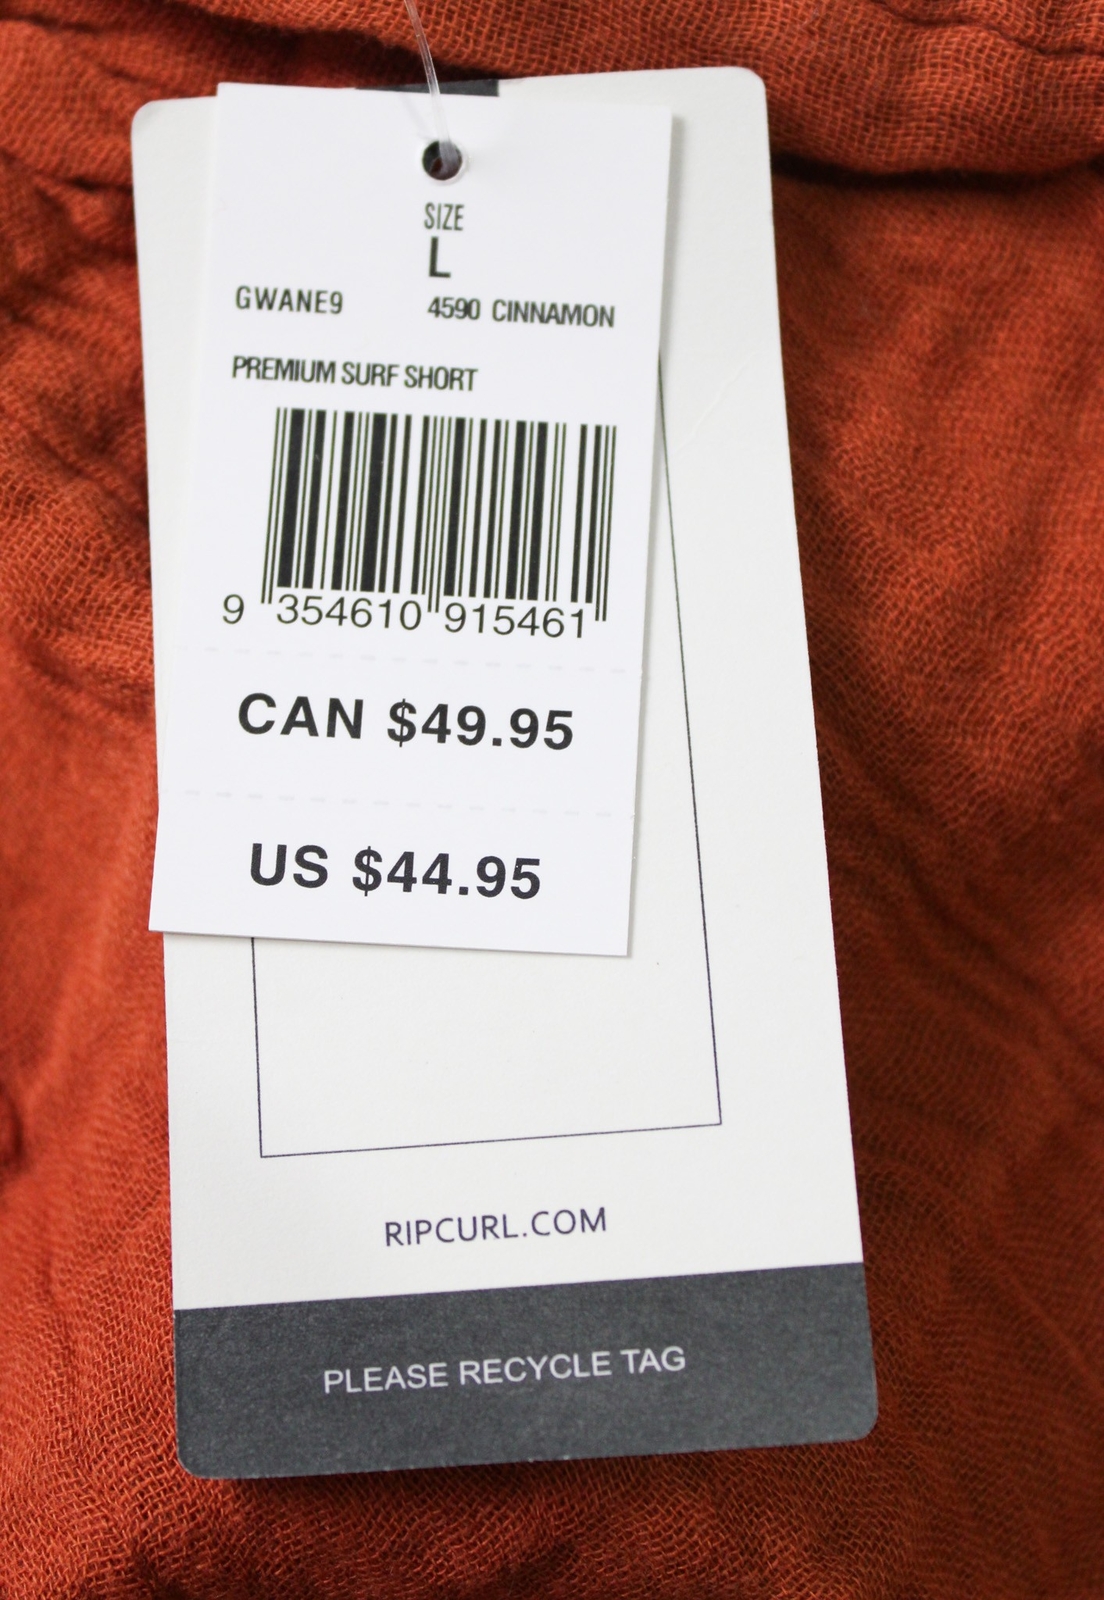 SIZE
L
GWANE9 4590 CINNAMON
PREMIUM SURF SHORT
9 354610 915461
CAN $49.95
US $44.95
RIPCURL.COM
PLEASE RECYCLE TAG